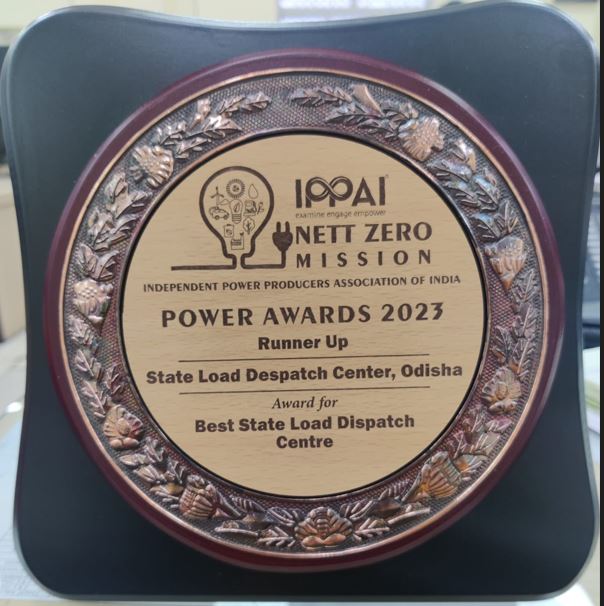 IPPAI
examine engage empower
NETT ZERO
MISSION
INDEPENDENT POWER PRODUCERS ASSOCIATION OF INDIA
POWER AWARDS 2023
Runner Up
State Load Despatch Center, Odisha
Award for
Best State Load Dispatch
Centre